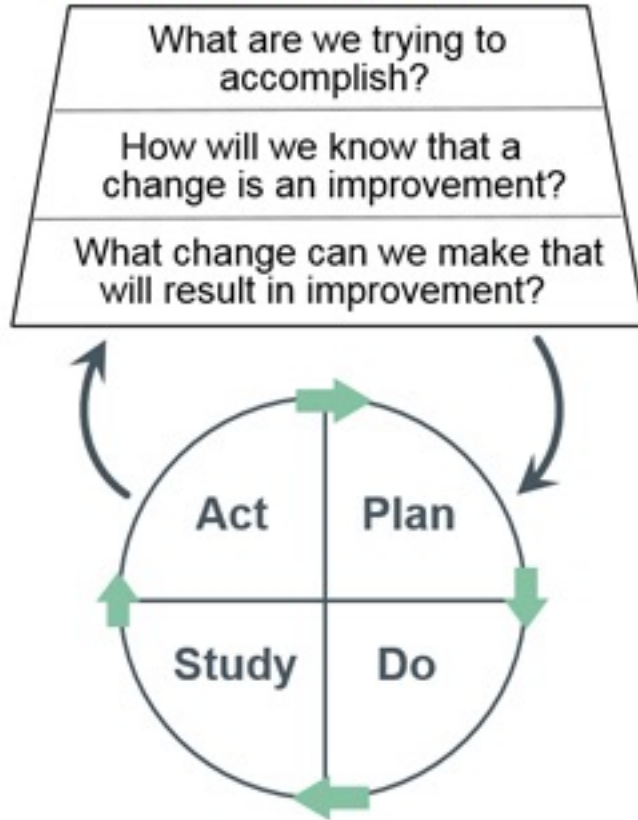 What are we trying to
accomplish?
How will we know that a
change is an improvement?
What change can we make that
will result in improvement?
Act
Plan
Study
Do